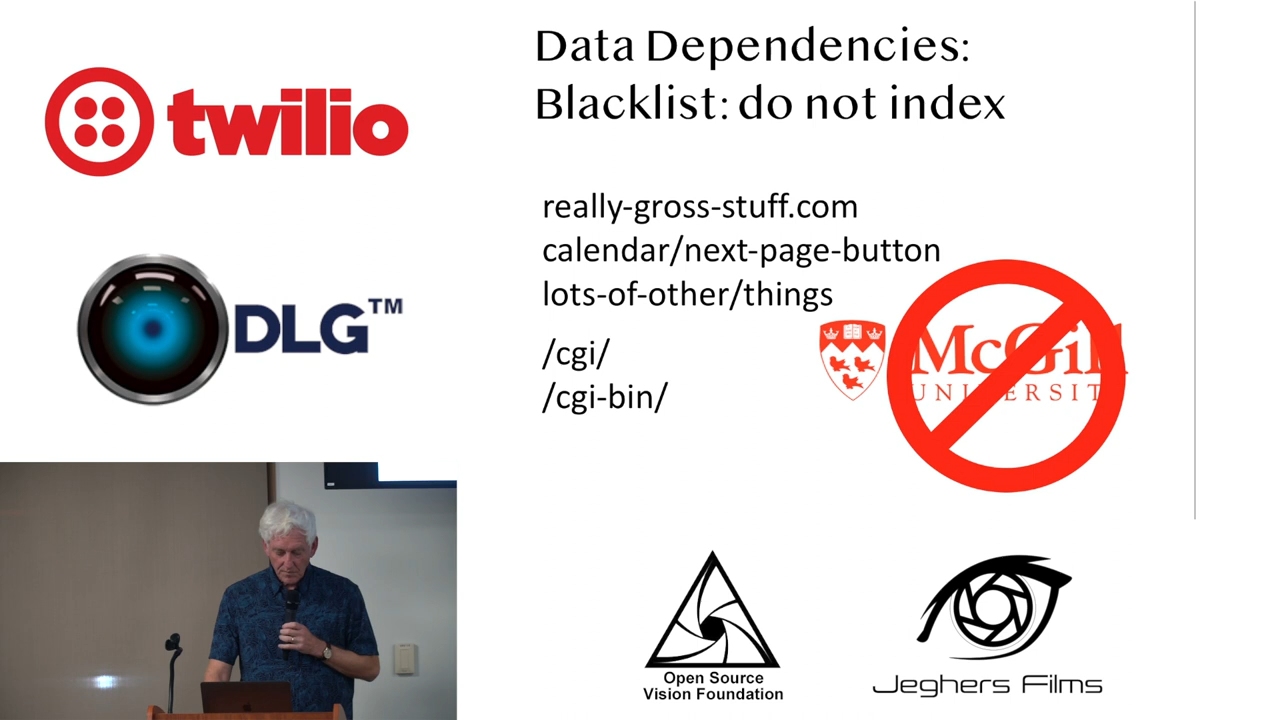 twilio
DLG™
Data Dependencies:
Blacklist: do not index
really-gross-stuff.com
calendar/next-page-button
lots-of-other/things
/cgi/
/cgi-bin/
McGill
UNIVERSITY
Open Source
Vision Foundation
Jeghers Films